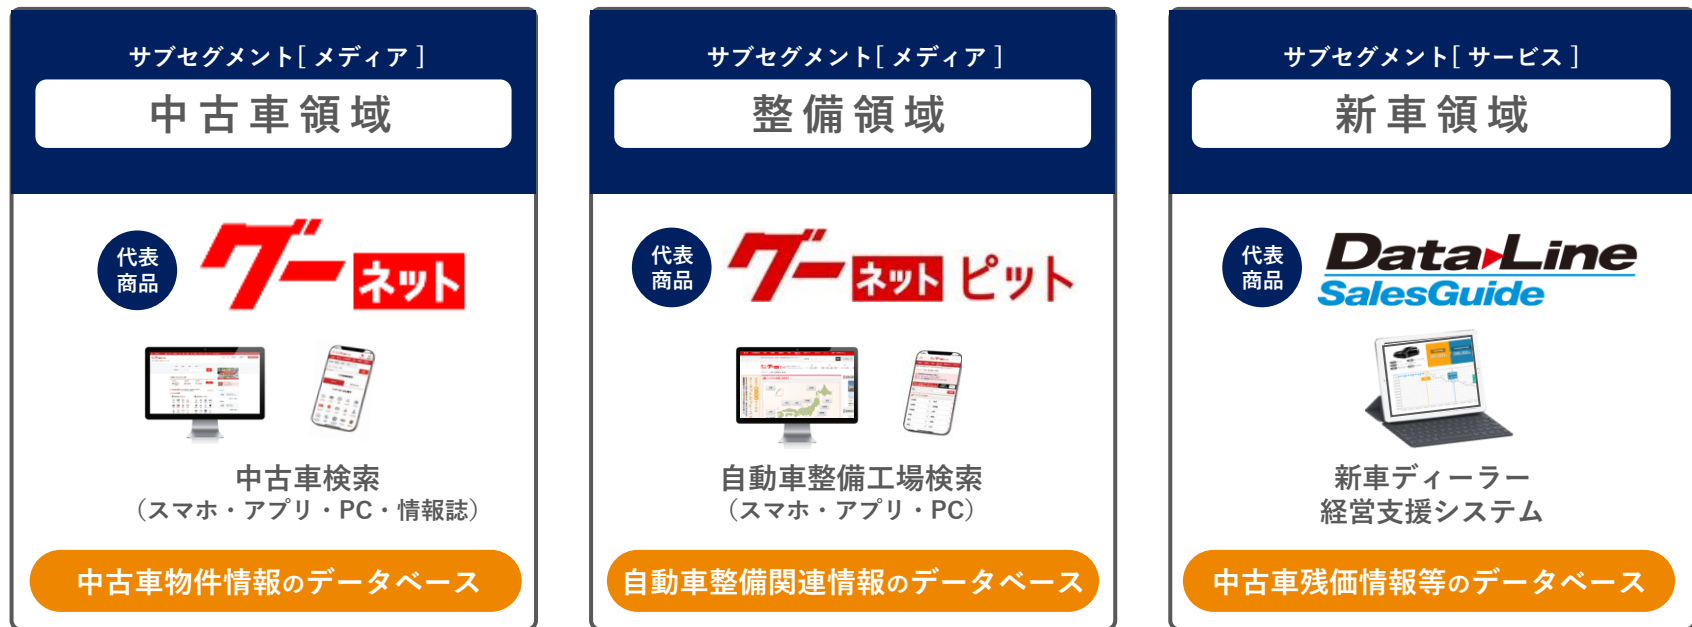 サブセグメント[ メディア ]
中古車領域
代表
商品
グーネット
中古車検索
（スマホ・アプリ・PC・情報誌）
中古車物件情報のデータベース
サブセグメント[ メディア ]
整備領域
代表
商品
グーネットピット
自動車整備工場検索
（スマホ・アプリ・PC）
自動車整備関連情報のデータベース
サブセグメント[ サービス ]
新車領域
代表
商品
Data Line
SalesGuide
新車ディーラー
経営支援システム
中古車残価情報等のデータベース